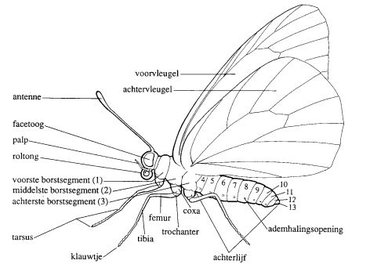 voorvleugel
achtervleugel
antenne
facetoog
palp
roltong
voorste borstsegment (1)
middelste borstsegment (2)
achterste borstsegment (3)
tarsus
klauwtje
tibia
femur
trochanter
coxa
achterlijf
ademhalingsopening
4 5 6 7 8 9 10
11
12
13